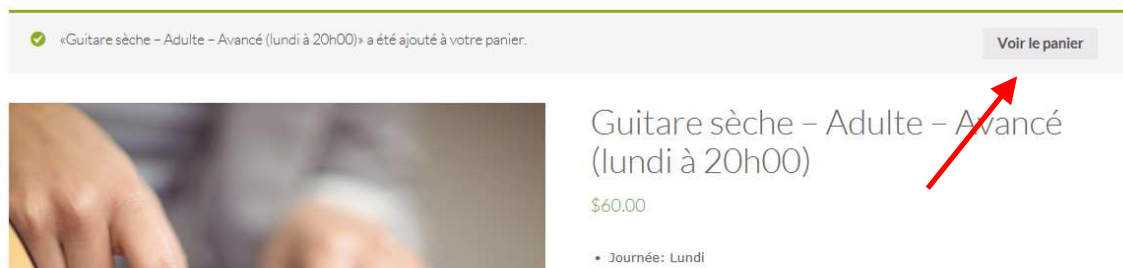 «Guitare sèche – Adulte – Avancé (lundi à 20h00)» a été ajouté à votre panier.
Voir le panier
Guitare sèche – Adulte – Avancé
(lundi à 20h00)
$60.00
• Journée: Lundi